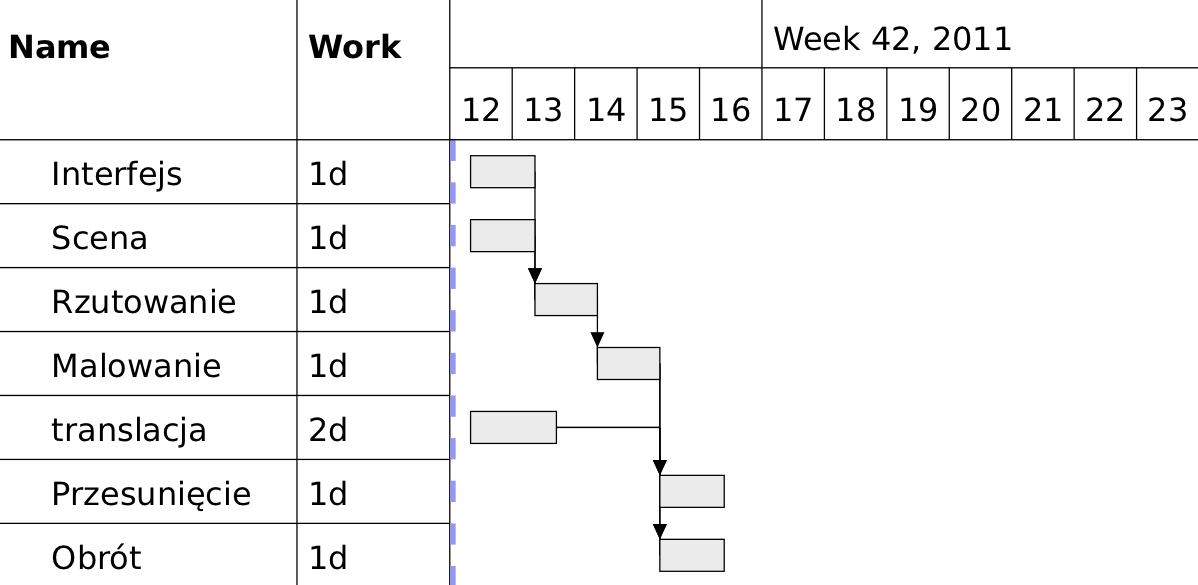 Name Work Week 42, 2011
12 13 14 15 16 17 18 19 20 21 22 23
Interfejs 1d
Scena 1d
Rzutowanie 1d
Malowanie 1d
translacja 2d
Przesunięcie 1d
Obrót 1d